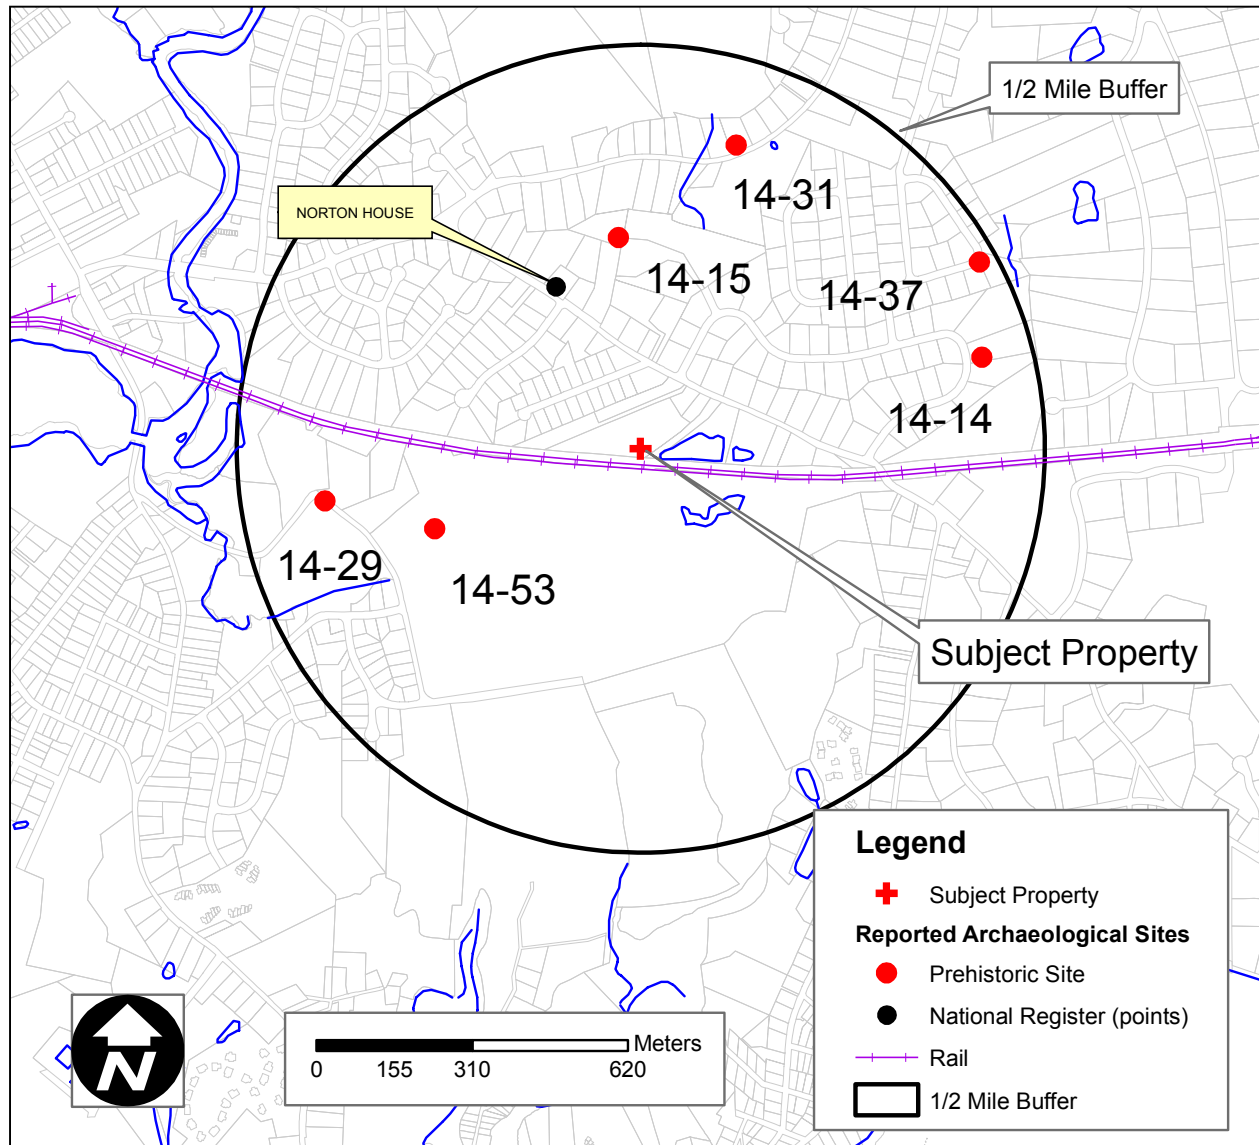 1/2 Mile Buffer
14-31
NORTON HOUSE
14-15
14-37
14-14
14-29
14-53
Subject Property
Legend
Subject Property
Reported Archaeological Sites
Prehistoric Site
National Register (points)
Rail
1/2 Mile Buffer
N
Meters
0 155 310 620